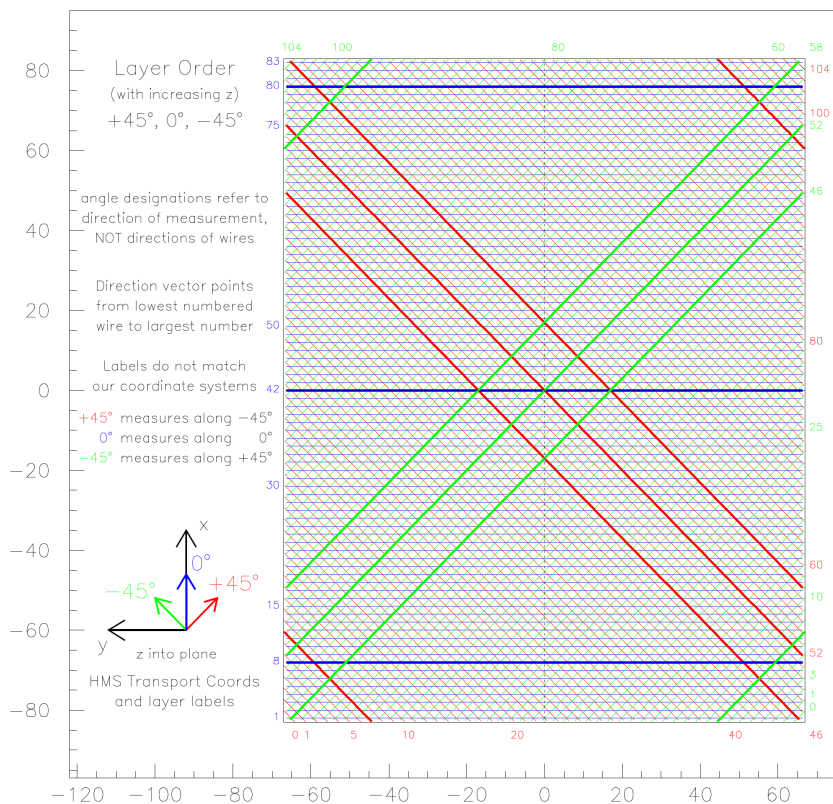 104 100 80 60 58
80 83 Layer Order 104
80
(with increasing z)
+45°, 0°, −45° 100
75 52
60
angle designations refer to 46
direction of measurement,
40
NOT directions of wires
Direction vector points
20 from lowest numbered
wire to largest number 50
80
Labels do not match
0 our coordinate systems 42
+45° measures along −45°
0° measures along 0° 25
−45° measures along +45°
−20
30
x
−40
0° 60
−45° +45° 10
15
−60
y z into plane 52
8
HMS Transport Coords 3
and layer labels 1
−80 1 0
0 1 5 10 20 40 46
−120 −100 −80 −60 −40 −20 0 20 40 60